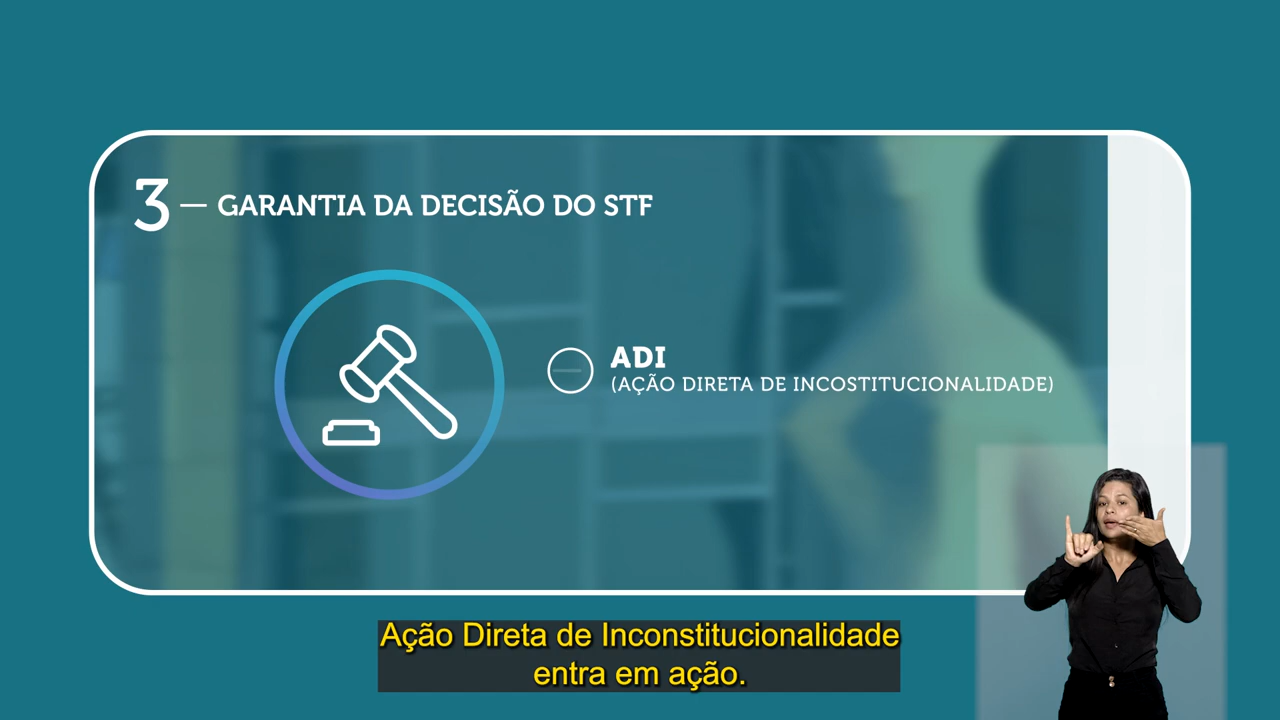 3 — GARANTIA DA DECISÃO DO STF
ADI
(AÇÃO DIRETA DE INCOSTITUCIONALIDADE)
Ação Direta de Inconstitucionalidade
entra em ação.